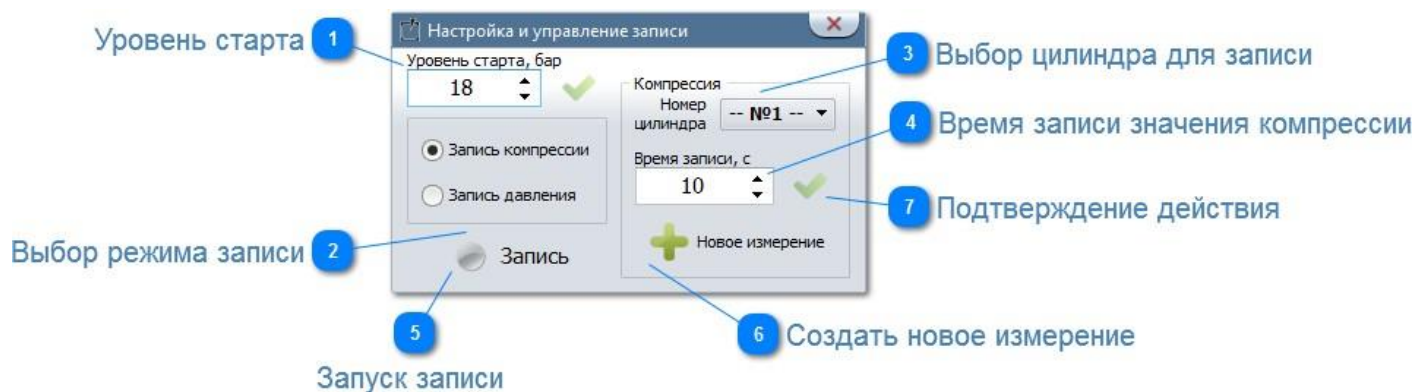 Уровень старта 1
Настройка и управление записи
Уровень старта, бар
18
Компрессия
Номер
цилиндра
-- №1 --
3 Выбор цилиндра для записи
4 Время записи значения компрессии
Запись компрессии
Время записи, с
10
Запись давления
7 Подтверждение действия
Выбор режима записи 2
Запись
Новое измерение
5
Запуск записи
6 Создать новое измерение